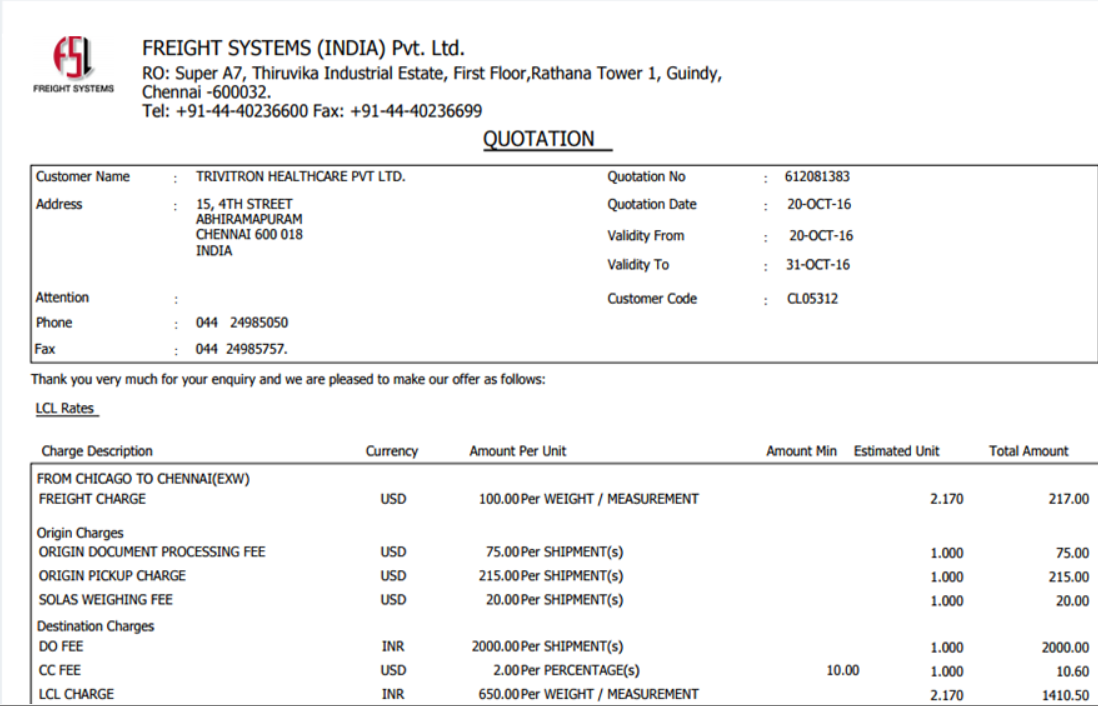 FSL
FREIGHT SYSTEMS
FREIGHT SYSTEMS (INDIA) Pvt. Ltd.
RO: Super A7, Thiruvika Industrial Estate, First Floor,Rathana Tower 1, Guindy,
Chennai -600032.
Tel: +91-44-40236600 Fax: +91-44-40236699
QUOTATION
Customer Name : TRIVITRON HEALTHCARE PVT LTD. Quotation No : 612081383
Address : 15, 4TH STREET Quotation Date : 20-OCT-16
ABHIRAMAPURAM
CHENNAI 600 018 Validity From : 20-OCT-16
INDIA
Validity To : 31-OCT-16
Attention : Customer Code : CL05312
Phone : 044 24985050
Fax : 044 24985757.
Thank you very much for your enquiry and we are pleased to make our offer as follows:
LCL Rates
Charge Description Currency Amount Per Unit Amount Min Estimated Unit Total Amount
FROM CHICAGO TO CHENNAI(EXW)
FREIGHT CHARGE USD 100.00Per WEIGHT / MEASUREMENT 2.170 217.00
Origin Charges
ORIGIN DOCUMENT PROCESSING FEE USD 75.00Per SHIPMENT(s) 1.000 75.00
ORIGIN PICKUP CHARGE USD 215.00Per SHIPMENT(s) 1.000 215.00
SOLAS WEIGHING FEE USD 20.00Per SHIPMENT(s) 1.000 20.00
Destination Charges
DO FEE INR 2000.00Per SHIPMENT(s) 1.000 2000.00
CC FEE USD 2.00Per PERCENTAGE(s) 10.00 1.000 10.60
LCL CHARGE INR 650.00Per WEIGHT / MEASUREMENT 2.170 1410.50